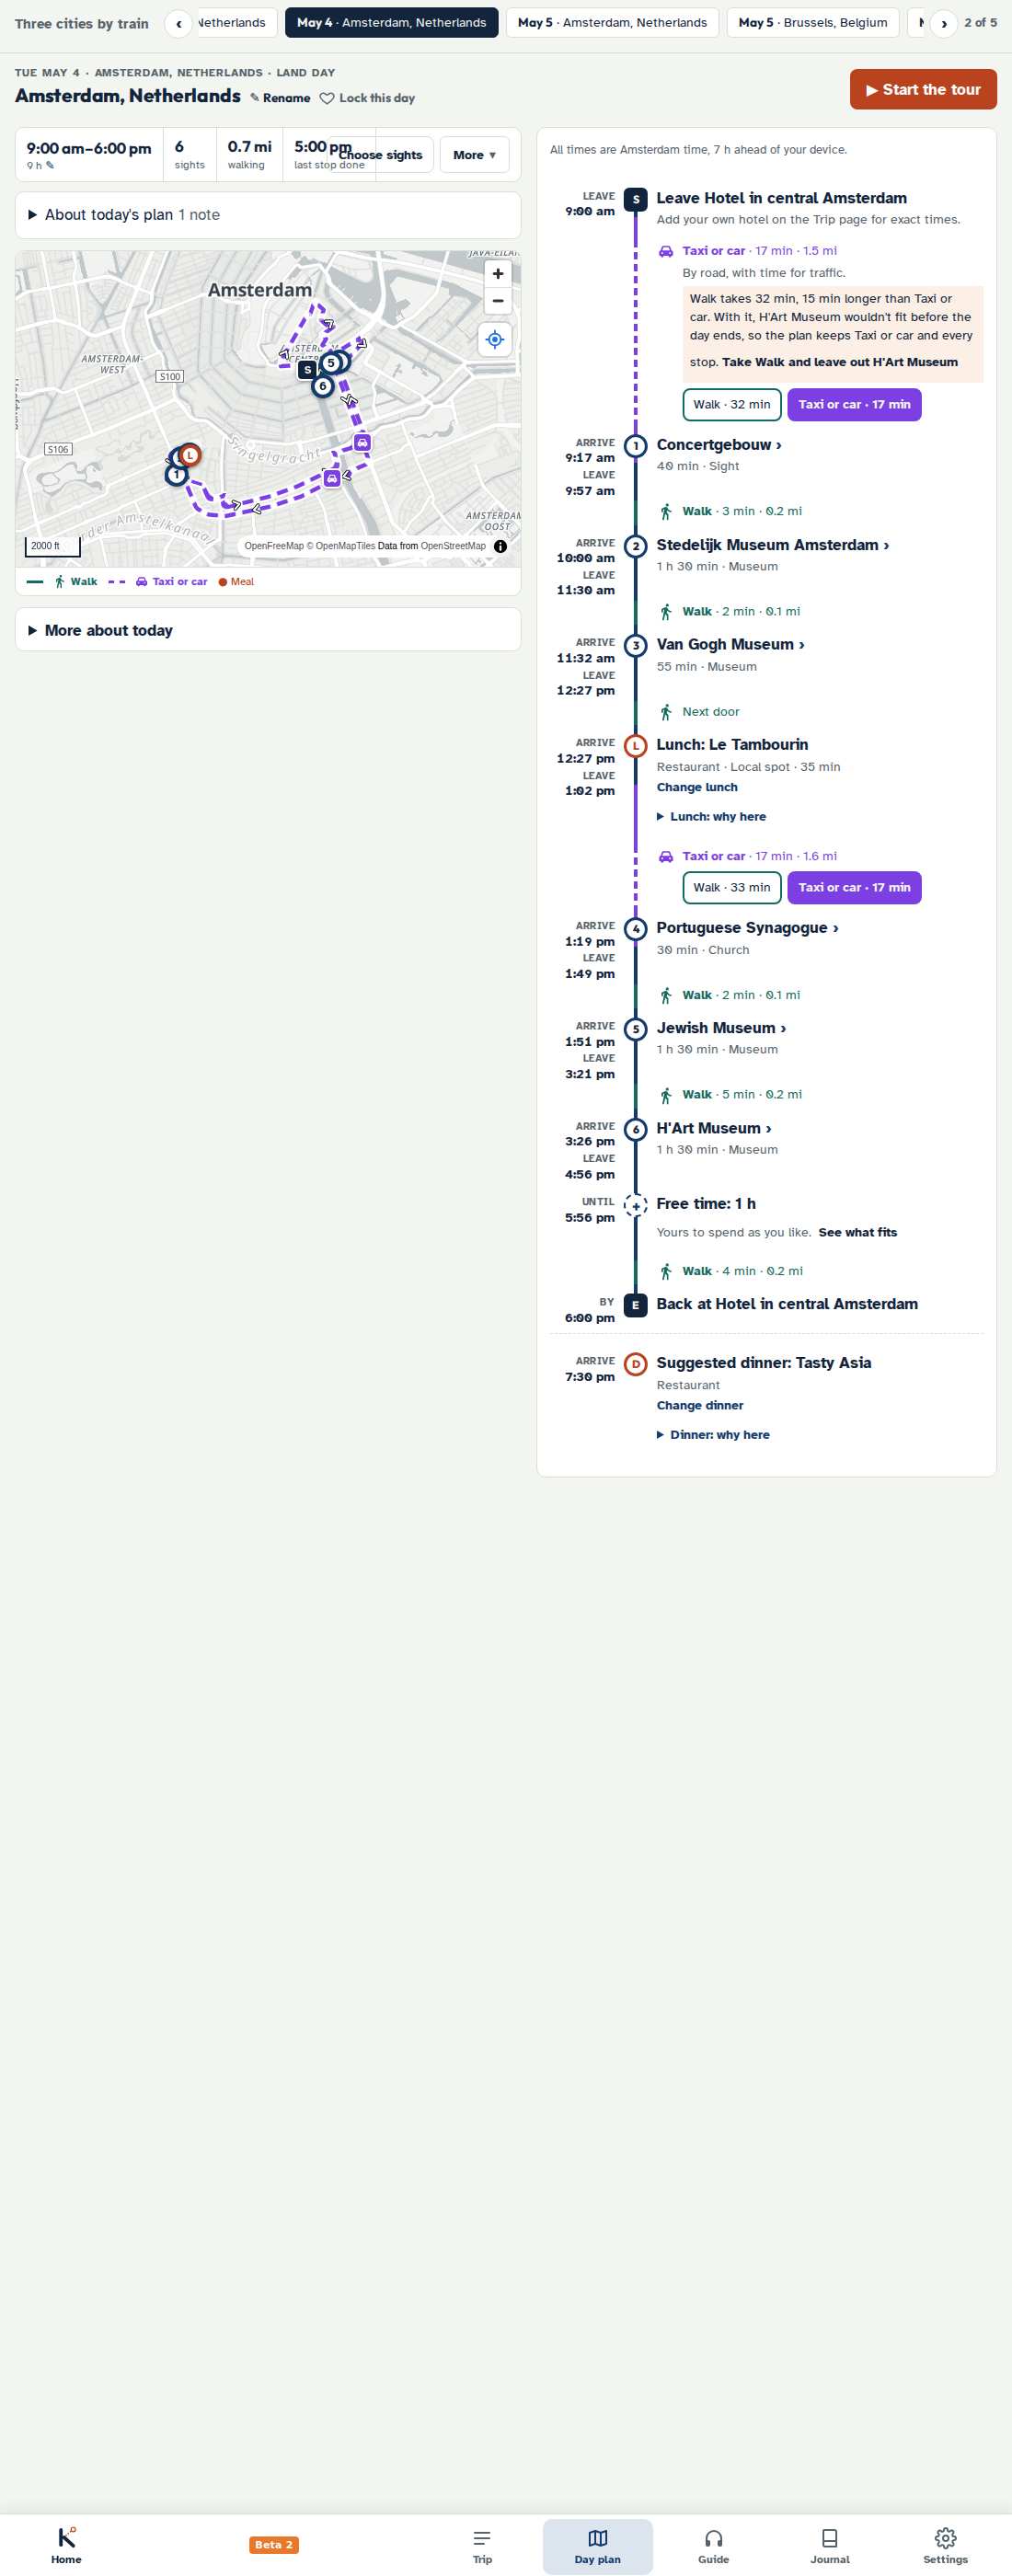 Three cities by train
‹
Netherlands
May 4 · Amsterdam, Netherlands
May 5 · Amsterdam, Netherlands
May 5 · Brussels, Belgium
›
2 of 5
TUE MAY 4 · AMSTERDAM, NETHERLANDS · LAND DAY
Amsterdam, Netherlands ✎ Rename Lock this day
▶ Start the tour
9:00 am–6:00 pm
9 h ✎
6
sights
0.7 mi
walking
5:00 pm
last stop done
Choose sights
More ▾
▶ About today's plan 1 note
JAVA-EILAN
Amsterdam
AMSTERDAM-
WEST
S100
S106
Singelgracht
der Amstelkanaal
AMSTERDAM
OOST
S
5
6
1
L
+
−
2000 ft
OpenFreeMap © OpenMapTiles Data from OpenStreetMap
Walk
Taxi or car
Meal
▶ More about today
All times are Amsterdam time, 7 h ahead of your device.
LEAVE
9:00 am
S
Leave Hotel in central Amsterdam
Add your own hotel on the Trip page for exact times.
Taxi or car · 17 min · 1.5 mi
By road, with time for traffic.
Walk takes 32 min, 15 min longer than Taxi or
car. With it, H'Art Museum wouldn't fit before the
day ends, so the plan keeps Taxi or car and every
stop. Take Walk and leave out H'Art Museum
Walk · 32 min
Taxi or car · 17 min
ARRIVE
9:17 am
LEAVE
9:57 am
1
Concertgebouw ›
40 min · Sight
Walk · 3 min · 0.2 mi
ARRIVE
10:00 am
LEAVE
11:30 am
2
Stedelijk Museum Amsterdam ›
1 h 30 min · Museum
Walk · 2 min · 0.1 mi
ARRIVE
11:32 am
LEAVE
12:27 pm
3
Van Gogh Museum ›
55 min · Museum
Next door
ARRIVE
12:27 pm
LEAVE
1:02 pm
L
Lunch: Le Tambourin
Restaurant · Local spot · 35 min
Change lunch
▶ Lunch: why here
Taxi or car · 17 min · 1.6 mi
Walk · 33 min
Taxi or car · 17 min
ARRIVE
1:19 pm
LEAVE
1:49 pm
4
Portuguese Synagogue ›
30 min · Church
Walk · 2 min · 0.1 mi
ARRIVE
1:51 pm
LEAVE
3:21 pm
5
Jewish Museum ›
1 h 30 min · Museum
Walk · 5 min · 0.2 mi
ARRIVE
3:26 pm
LEAVE
4:56 pm
6
H'Art Museum ›
1 h 30 min · Museum
UNTIL
5:56 pm
+
Free time: 1 h
Yours to spend as you like. See what fits
Walk · 4 min · 0.2 mi
BY
6:00 pm
E
Back at Hotel in central Amsterdam
ARRIVE
7:30 pm
D
Suggested dinner: Tasty Asia
Restaurant
Change dinner
▶ Dinner: why here
Home
Beta 2
Trip
Day plan
Guide
Journal
Settings